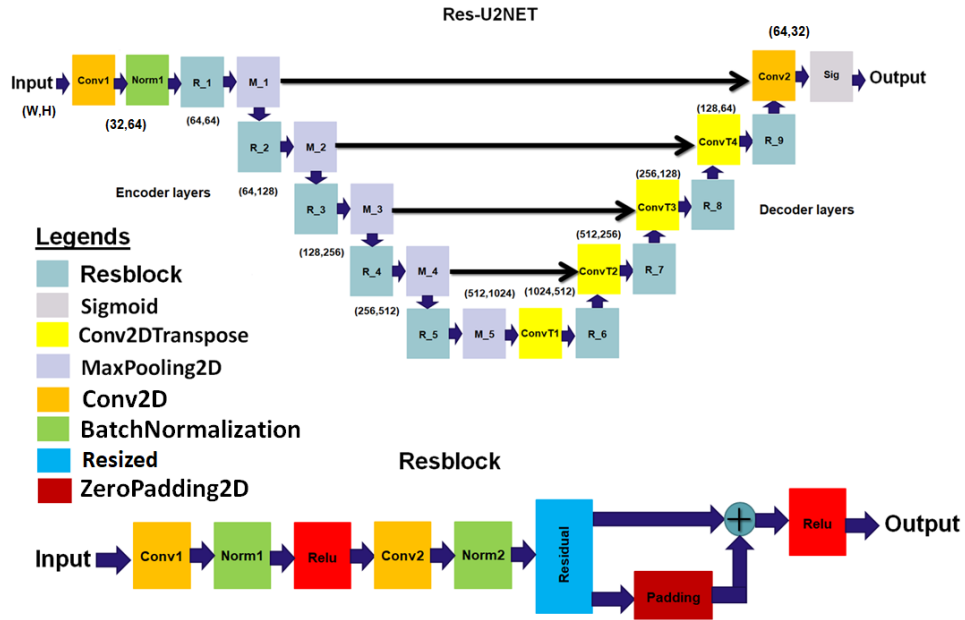 Res-U2NET
(64,32)
Input
Conv1
Norm1
R_1
M_1
Conv2
Sig
Output
(W,H)
(32,64)
(64,64)
(128,64)
R_2
M_2
ConvT4
R_9
Encoder layers
(64,128)
(256,128)
R_3
M_3
ConvT3
R_8
Decoder layers
(128,256)
(512,256)
R_4
M_4
ConvT2
R_7
(256,512)
(512,1024)
(1024,512)
R_5
M_5
ConvT1
R_6
Legends
Resblock
Sigmoid
Conv2DTranspose
MaxPooling2D
Conv2D
BatchNormalization
Resized
ZeroPadding2D
Resblock
Input
Conv1
Norm1
Relu
Conv2
Norm2
Residual
Padding
+
Relu
Output